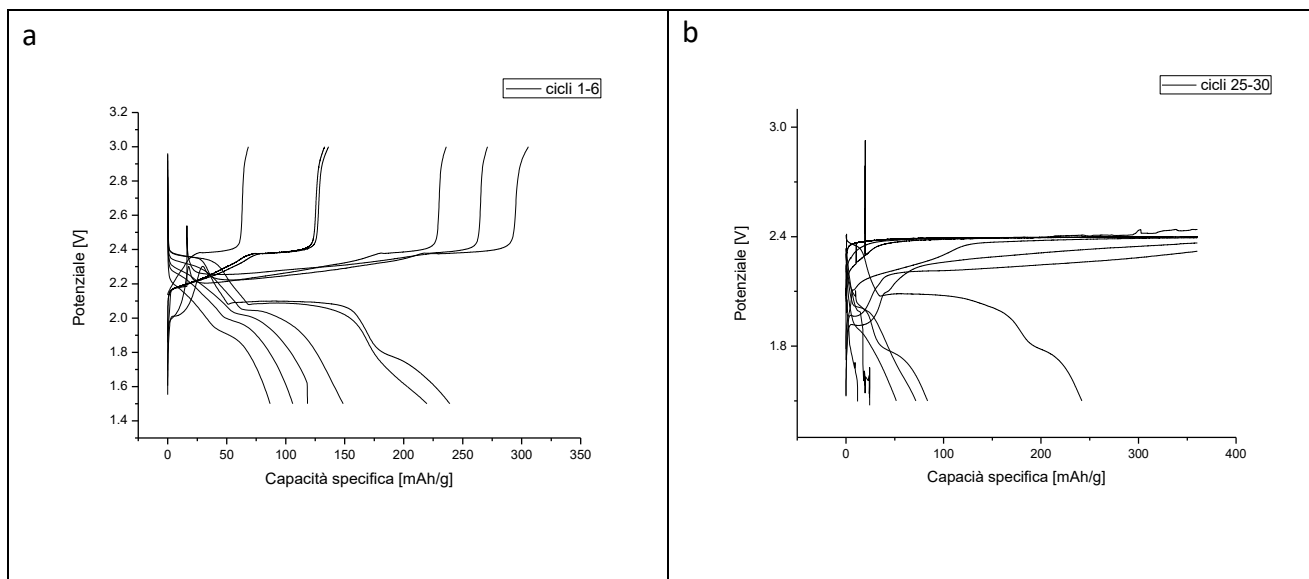 a
cicli 1-6
3.2
3.0
2.8
2.6
2.4
2.2
2.0
1.8
1.6
1.4
Potenziale [V]
0 50 100 150 200 250 300 350
Capacità specifica [mAh/g]
b
cicli 25-30
3.0
2.4
1.8
Potenziale [V]
0 100 200 300 400
Capacià specifica [mAh/g]